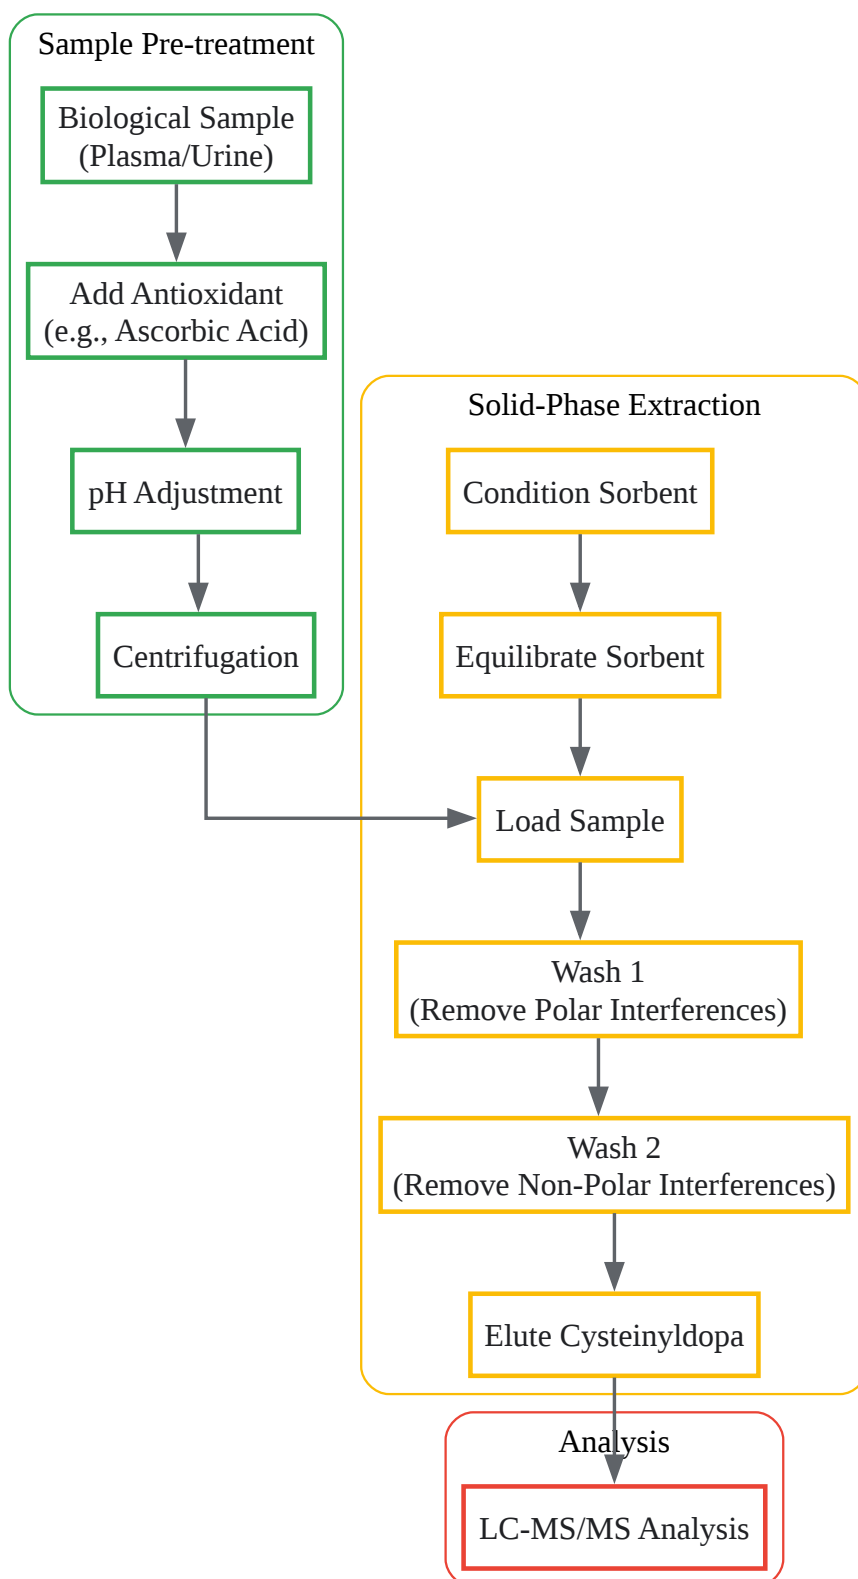 Sample Pre-treatment
Biological Sample
(Plasma/Urine)
Add Antioxidant
(e.g., Ascorbic Acid)
pH Adjustment
Centrifugation
Solid-Phase Extraction
Condition Sorbent
Equilibrate Sorbent
Load Sample
Wash 1
(Remove Polar Interferences)
Wash 2
(Remove Non-Polar Interferences)
Elute Cysteinyldopa
Analysis
LC-MS/MS Analysis